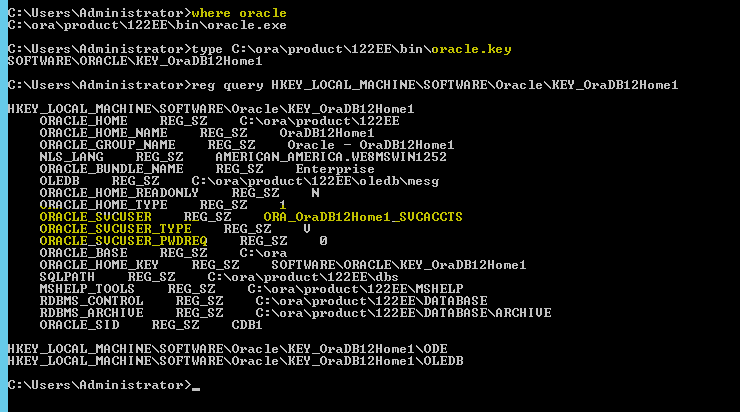 C:\Users\Administrator>where oracle
C:\ora\product\122EE\bin\oracle.exe
C:\Users\Administrator>type C:\ora\product\122EE\bin\oracle.key
SOFTWARE\ORACLE\KEY_OraDB12Home1
C:\Users\Administrator>reg query HKEY_LOCAL_MACHINE\SOFTWARE\Oracle\KEY_OraDB12Home1
HKEY_LOCAL_MACHINE\SOFTWARE\Oracle\KEY_OraDB12Home1
ORACLE_HOME REG_SZ C:\ora\product\122EE
ORACLE_HOME_NAME REG_SZ OraDB12Home1
ORACLE_GROUP_NAME REG_SZ Oracle - OraDB12Home1
NLS_LANG REG_SZ AMERICAN_AMERICA.WE8MSWIN1252
ORACLE_BUNDLE_NAME REG_SZ Enterprise
OLEDB REG_SZ C:\ora\product\122EE\oledb\mesg
ORACLE_HOME_READONLY REG_SZ N
ORACLE_HOME_TYPE REG_SZ 1
ORACLE_SVCUSER REG_SZ ORA_OraDB12Home1_SVCACCTS
ORACLE_SVCUSER_TYPE REG_SZ V
ORACLE_SVCUSER_PWDREQ REG_SZ 0
ORACLE_BASE REG_SZ C:\ora
ORACLE_HOME_KEY REG_SZ SOFTWARE\ORACLE\KEY_OraDB12Home1
SQLPATH REG_SZ C:\ora\product\122EE\dbs
MSHELP_TOOLS REG_SZ C:\ora\product\122EE\MSHELP
RDBMS_CONTROL REG_SZ C:\ora\product\122EE\DATABASE
RDBMS_ARCHIVE REG_SZ C:\ora\product\122EE\DATABASE\ARCHIVE
ORACLE_SID REG_SZ CDB1
HKEY_LOCAL_MACHINE\SOFTWARE\Oracle\KEY_OraDB12Home1\ODE
HKEY_LOCAL_MACHINE\SOFTWARE\Oracle\KEY_OraDB12Home1\OLEDB
C:\Users\Administrator>_